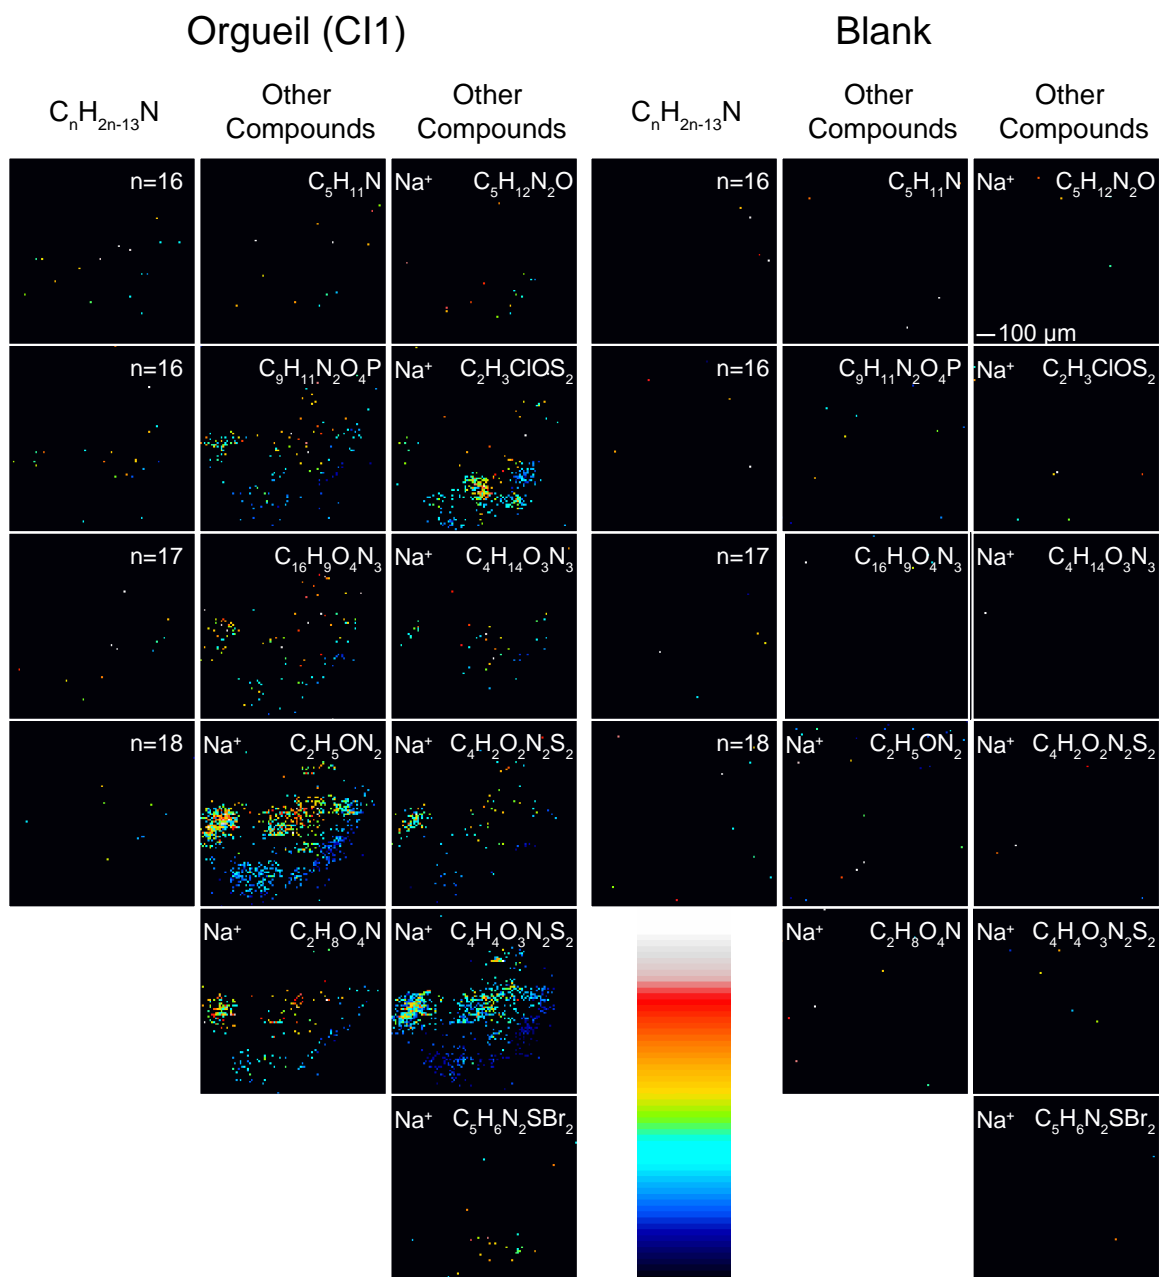 Orgueil (CI1) Blank
CₙH₂ₙ₋₁₃N Other Compounds Other Compounds CₙH₂ₙ₋₁₃N Other Compounds Other Compounds
n=16 C₅H₁₁N Na⁺ C₅H₁₂N₂O n=16 C₅H₁₁N Na⁺ C₅H₁₂N₂O
100 µm
n=16 C₉H₁₁N₂O₄P Na⁺ C₂H₃ClOS₂ n=16 C₉H₁₁N₂O₄P Na⁺ C₂H₃ClOS₂
n=17 C₁₆H₉O₄N₃ Na⁺ C₄H₁₄O₃N₃ n=17 C₁₆H₉O₄N₃ Na⁺ C₄H₁₄O₃N₃
n=18 Na⁺ C₂H₅ON₂ Na⁺ C₄H₂O₂N₂S₂ n=18 Na⁺ C₂H₅ON₂ Na⁺ C₄H₂O₂N₂S₂
Na⁺ C₂H₈O₄N Na⁺ C₄H₄O₃N₂S₂ Na⁺ C₂H₈O₄N Na⁺ C₄H₄O₃N₂S₂
Na⁺ C₅H₆N₂SBr₂ Na⁺ C₅H₆N₂SBr₂